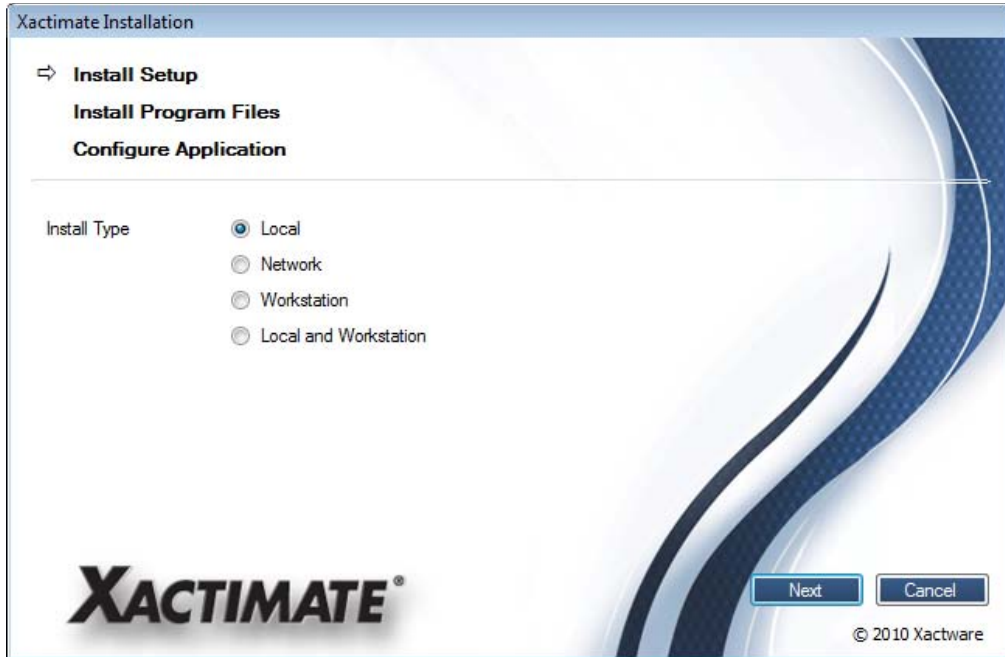 Xactimate Installation
Install Setup
Install Program Files
Configure Application
Install Type
Local
Network
Workstation
Local and Workstation
XACTIMATE®
Next
Cancel
© 2010 Xactware